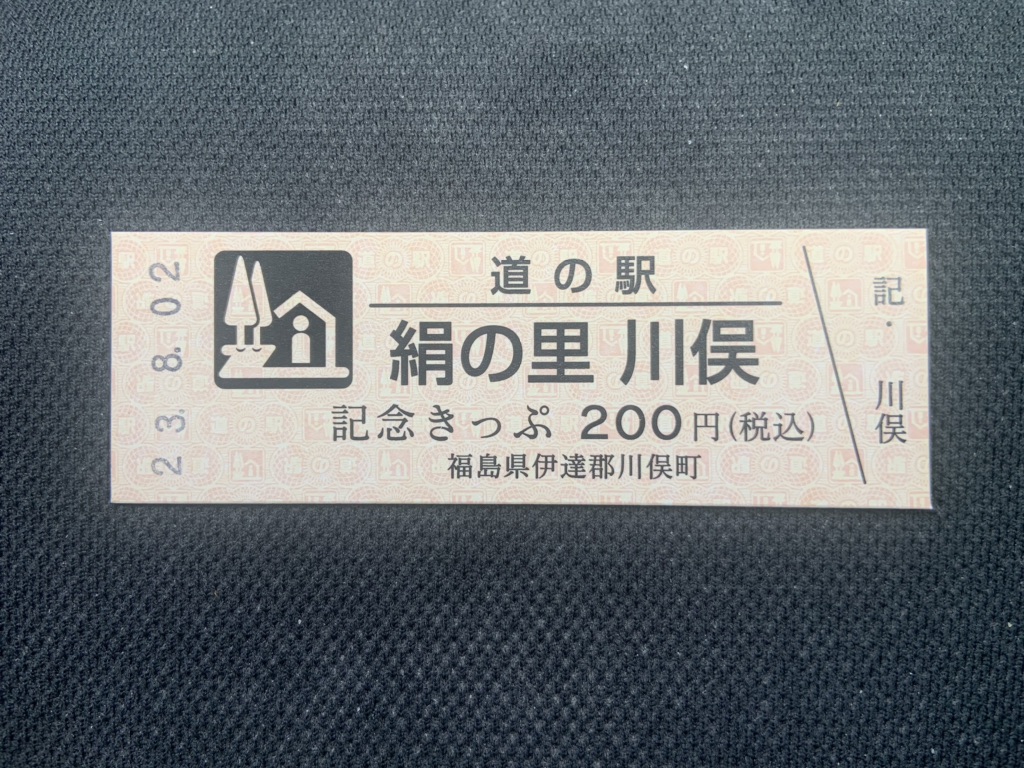 23.8.02
道の駅
絹の里 川俣
記念きっぷ 200円(税込)
福島県伊達郡川俣町
記・川俣